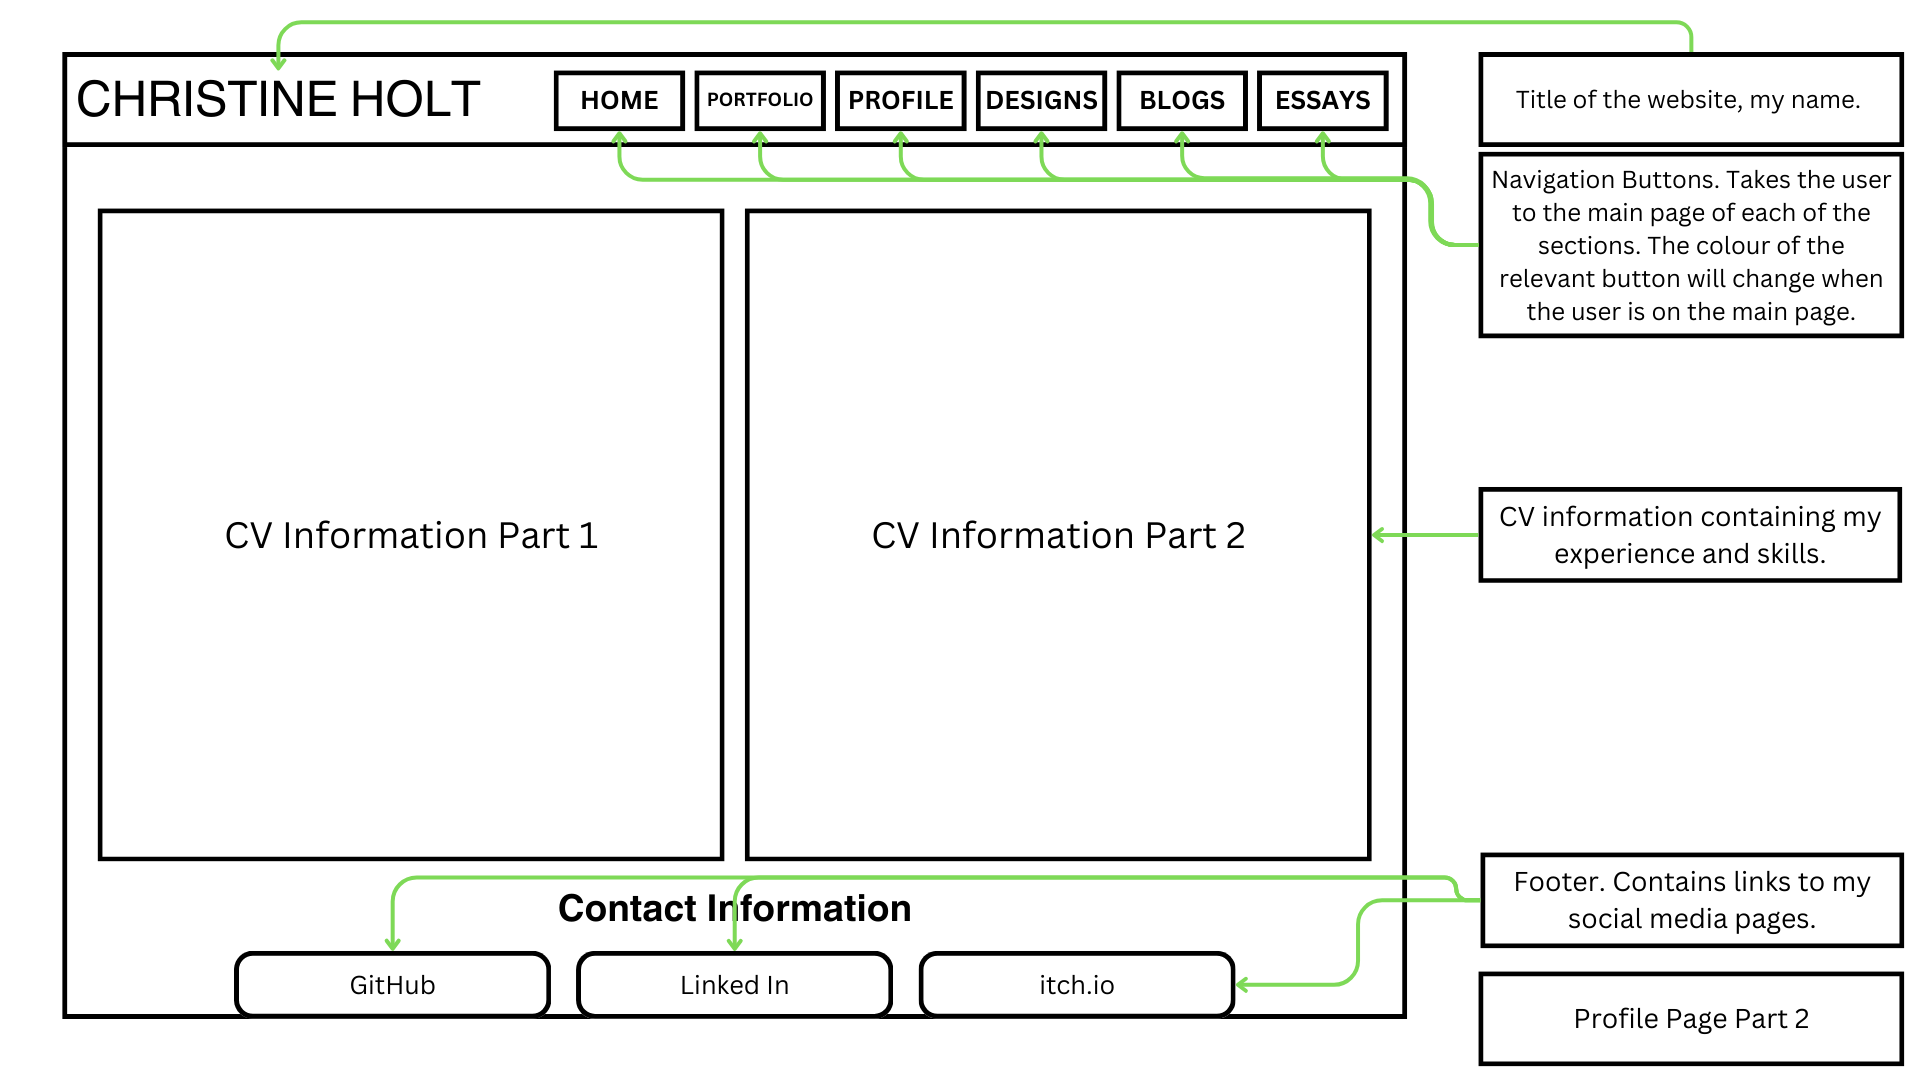 CHRISTINE HOLT
HOME
PORTFOLIO
PROFILE
DESIGNS
BLOGS
ESSAYS
Title of the website, my name.
Navigation Buttons. Takes the user
to the main page of each of the
sections. The colour of the
relevant button will change when
the user is on the main page.
CV Information Part 1
CV Information Part 2
CV information containing my
experience and skills.
Contact Information
Footer. Contains links to my
social media pages.
GitHub
Linked In
itch.io
Profile Page Part 2